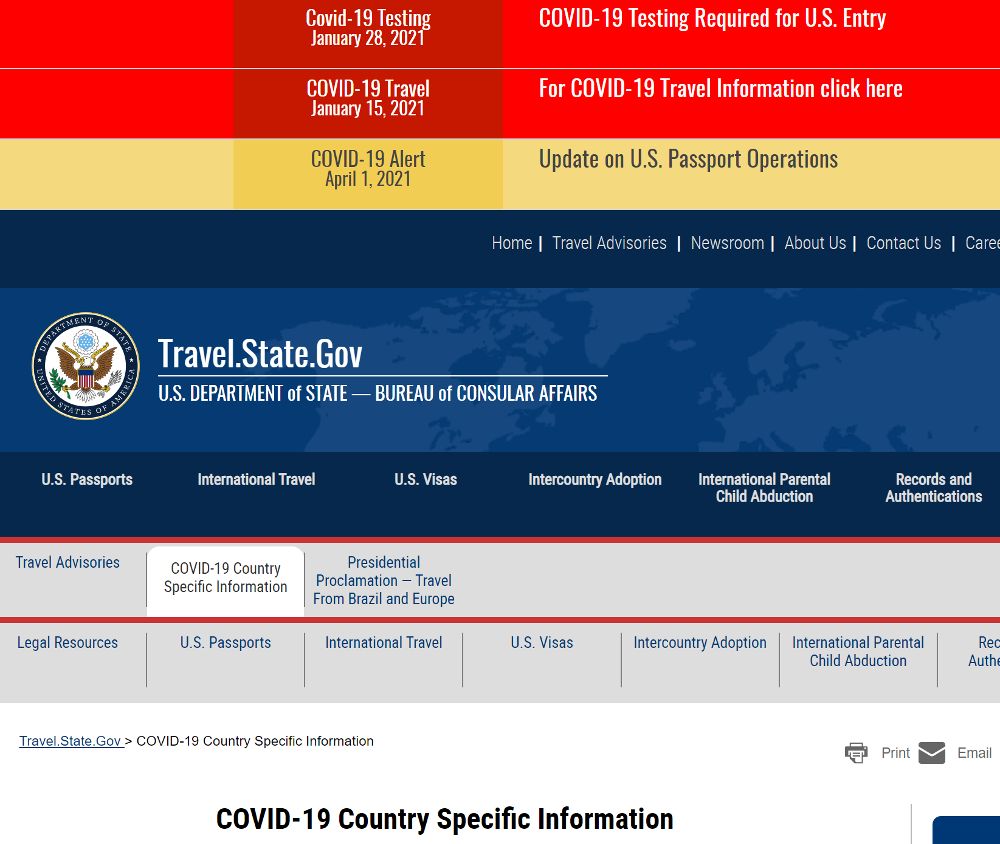 Covid-19 Testing
January 28, 2021
COVID-19 Testing Required for U.S. Entry
COVID-19 Travel
January 15, 2021
For COVID-19 Travel Information click here
COVID-19 Alert
April 1, 2021
Update on U.S. Passport Operations
Home | Travel Advisories | Newsroom | About Us | Contact Us |
DEPARTMENT OF STATE
UNITED STATES OF AMERICA
Travel.State.Gov
U.S. DEPARTMENT of STATE — BUREAU of CONSULAR AFFAIRS
U.S. Passports
International Travel
U.S. Visas
Intercountry Adoption
International Parental
Child Abduction
Records and
Authentications
Travel Advisories
COVID-19 Country
Specific Information
Presidential
Proclamation — Travel
From Brazil and Europe
Legal Resources
U.S. Passports
International Travel
U.S. Visas
Intercountry Adoption
International Parental
Child Abduction
Travel.State.Gov > COVID-19 Country Specific Information
Print
Email
COVID-19 Country Specific Information